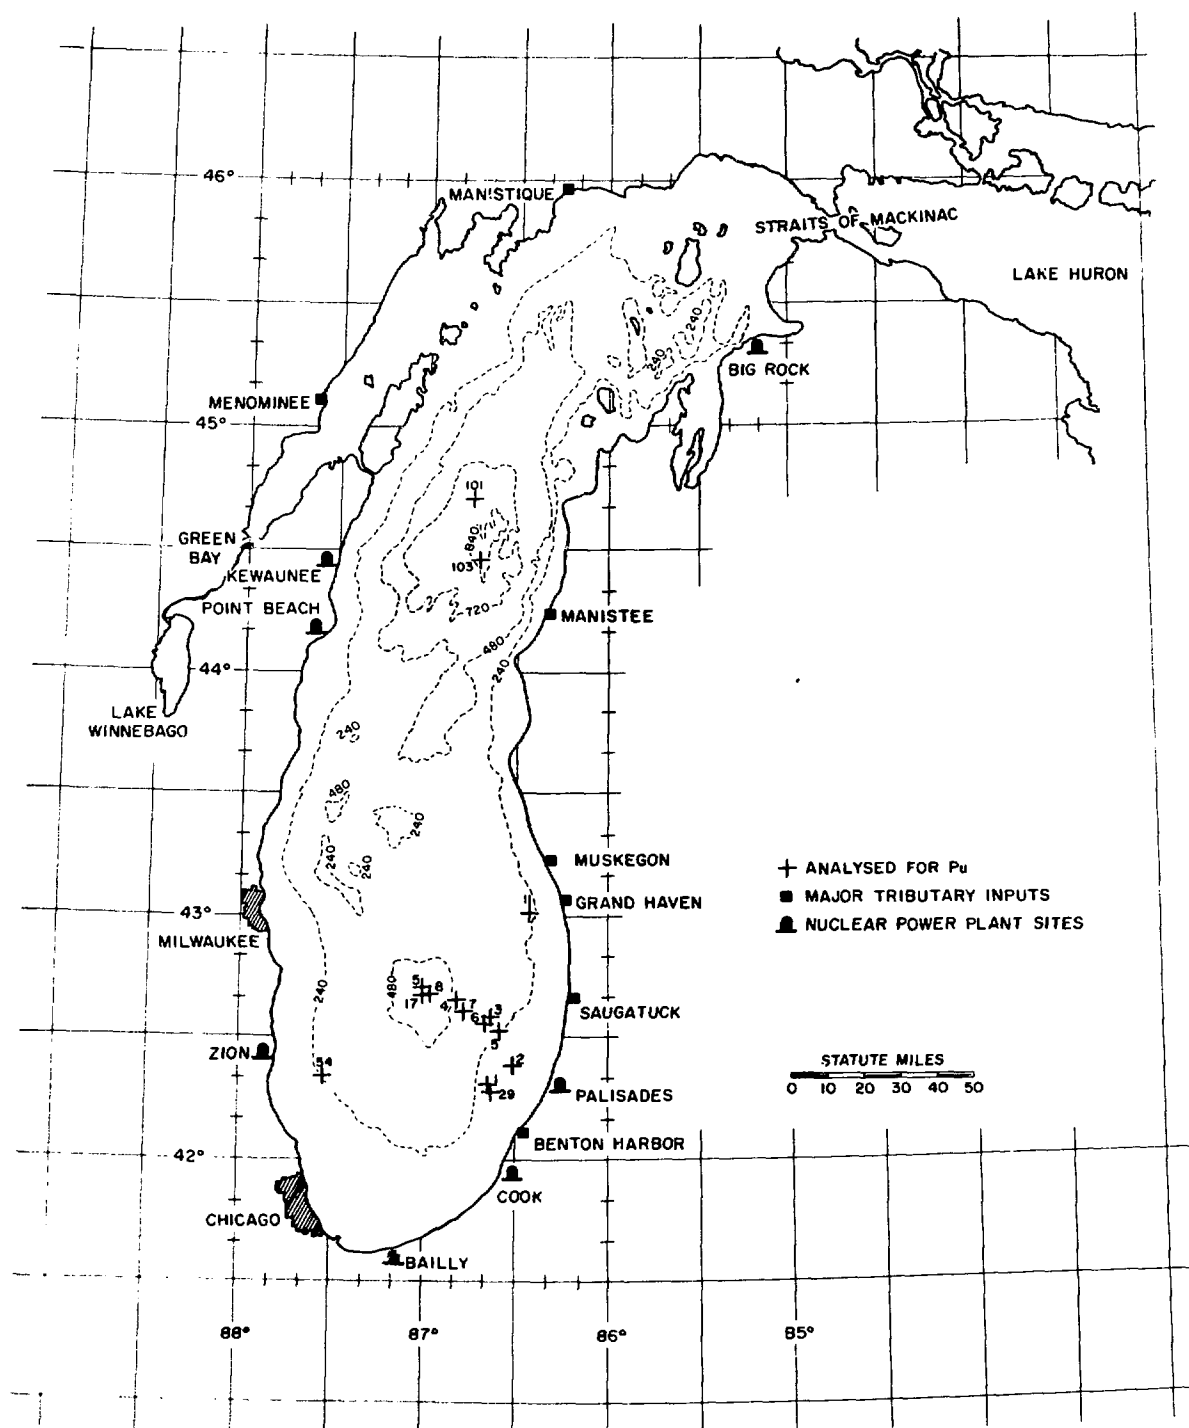 46°
MANISTIQUE
STRAITS OF MACKINAC
LAKE HURON
240
240
BIG ROCK
MENOMINEE
45°
101
GREEN
BAY
840
103
KEWAUNEE
POINT BEACH
720
MANISTEE
480
44°
240
LAKE
WINNEBAGO
240
480
240
240
240
MUSKEGON
+ ANALYSED FOR Pu
MAJOR TRIBUTARY INPUTS
NUCLEAR POWER PLANT SITES
1
GRAND HAVEN
43°
MILWAUKEE
240
480
5
8
17
4
7
3
6
5
SAUGATUCK
ZION
54
2
1
29
STATUTE MILES
0 10 20 30 40 50
PALISADES
BENTON HARBOR
42°
COOK
CHICAGO
BAILLY
88° 87° 86° 85°